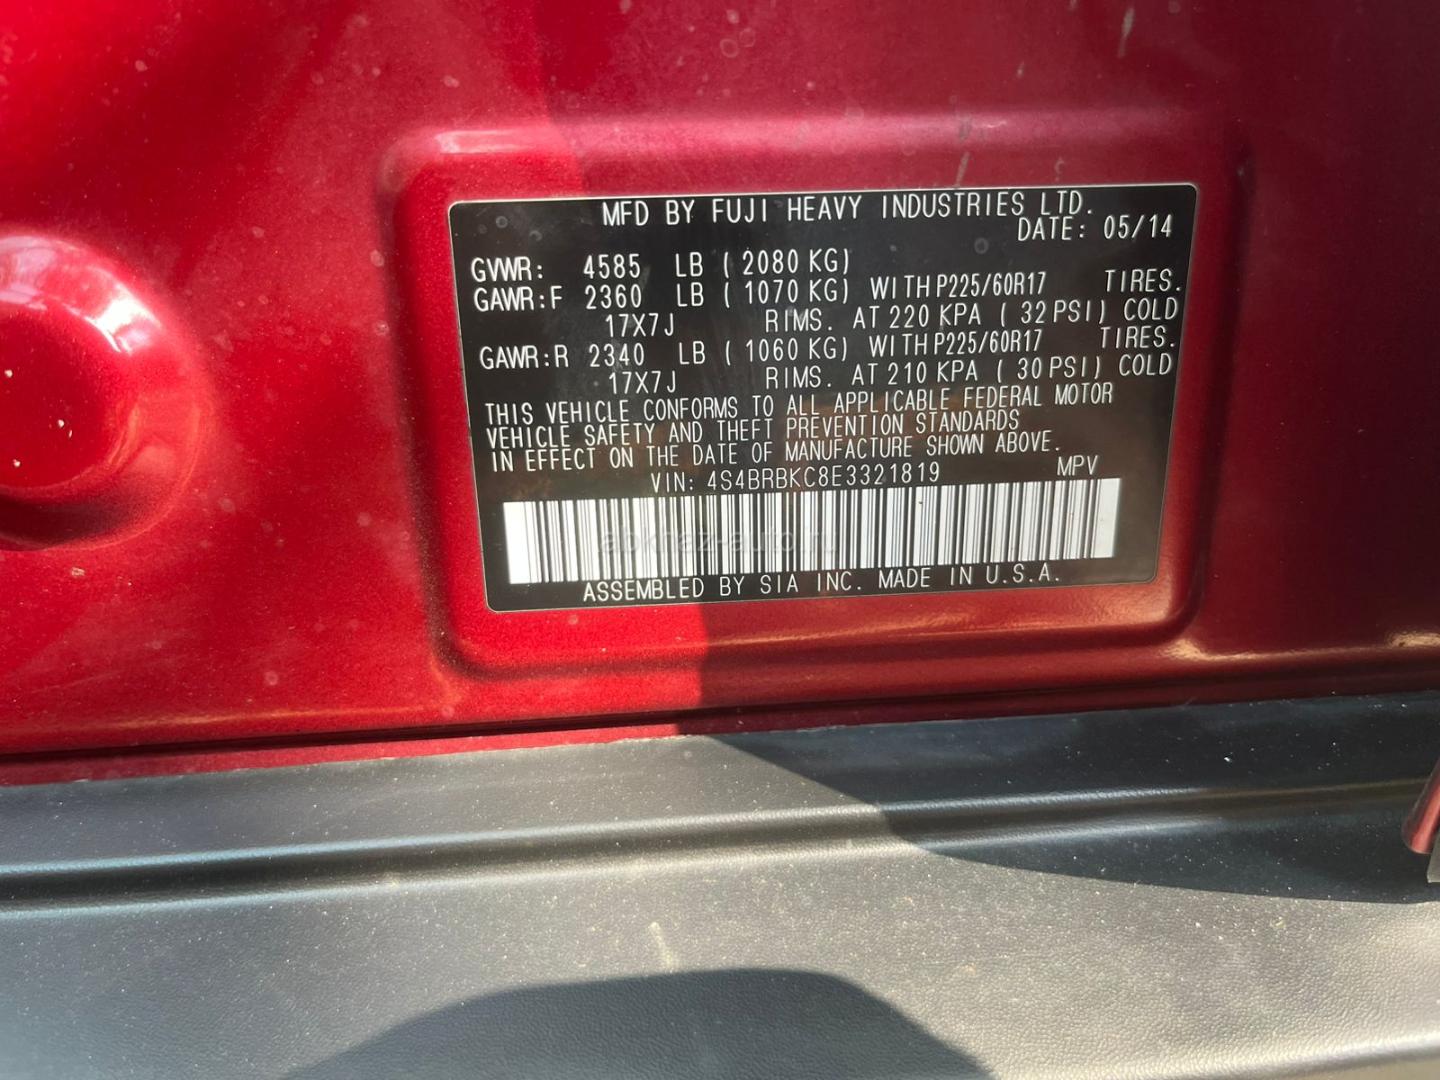 MFD BY FUJI HEAVY INDUSTRIES LTD.
DATE: 05/14
GVWR: 4585 LB ( 2080 KG)
GAWR:F 2360 LB ( 1070 KG) WITH P225/60R17 TIRES.
17X7J RIMS. AT 220 KPA ( 32 PSI) COLD
GAWR:R 2340 LB ( 1060 KG) WITH P225/60R17 TIRES.
17X7J RIMS. AT 210 KPA ( 30 PSI) COLD
THIS VEHICLE CONFORMS TO ALL APPLICABLE FEDERAL MOTOR
VEHICLE SAFETY AND THEFT PREVENTION STANDARDS
IN EFFECT ON THE DATE OF MANUFACTURE SHOWN ABOVE.
VIN: 4S4BRBKC8E3321819 MPV
abkhaz-auto.ru
ASSEMBLED BY SIA INC. MADE IN U.S.A.